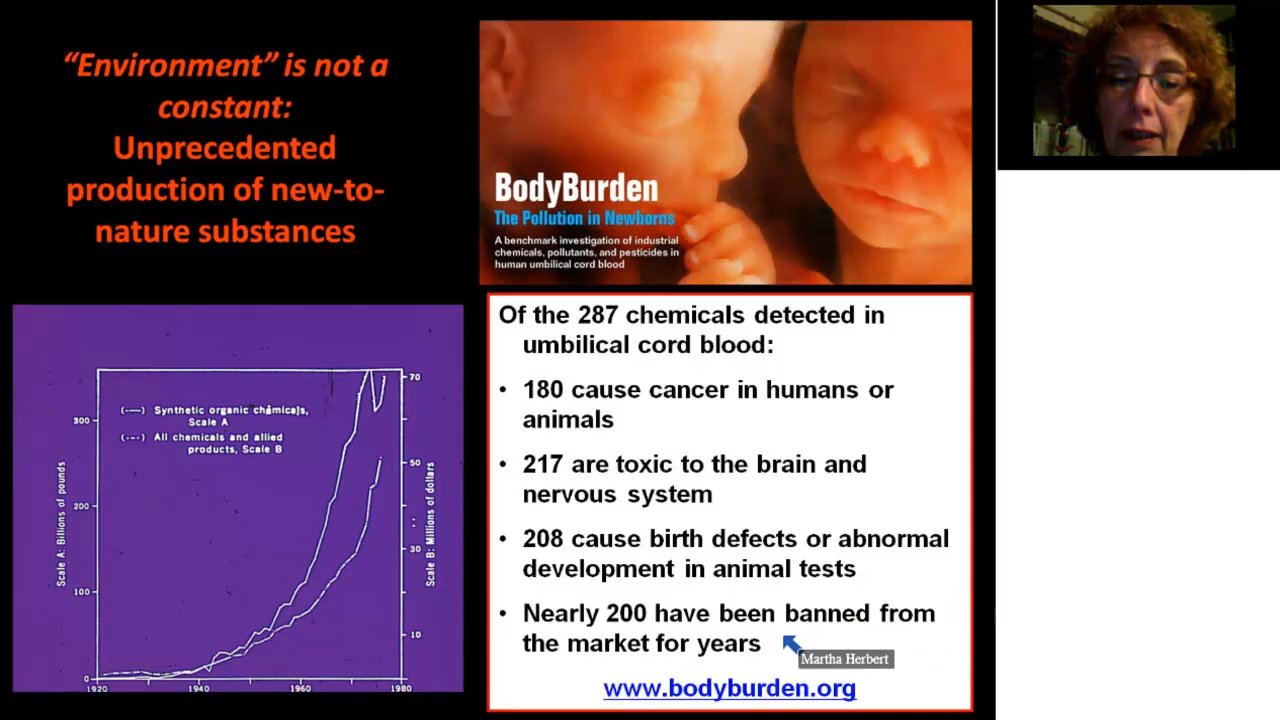 “Environment” is not a
constant:
Unprecedented
production of new-to-
nature substances
BodyBurden
The Pollution in Newborns
A benchmark investigation of industrial
chemicals, pollutants, and pesticides in
human umbilical cord blood
Of the 287 chemicals detected in
umbilical cord blood:
• 180 cause cancer in humans or
animals
• 217 are toxic to the brain and
nervous system
• 208 cause birth defects or abnormal
development in animal tests
• Nearly 200 have been banned from
the market for years
Martha Herbert
www.bodyburden.org
(—) Synthetic organic chemicals,
Scale A
(--·) All chemicals and allied
products, Scale B
Scale A: Billions of pounds
300
200
100
0
Scale B: Millions of dollars
70
50
30
10
1920 1940 1960 1980